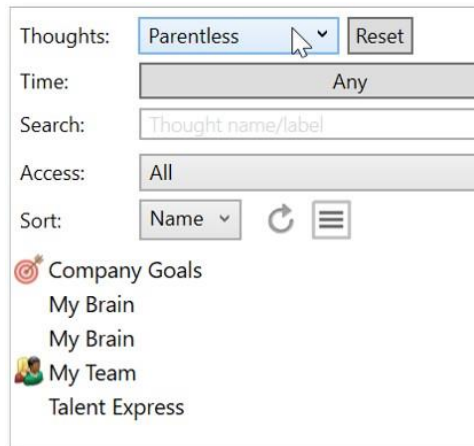 Thoughts: Parentless Reset
Time: Any
Search: Thought name/label
Access: All
Sort: Name
Company Goals
My Brain
My Brain
My Team
Talent Express